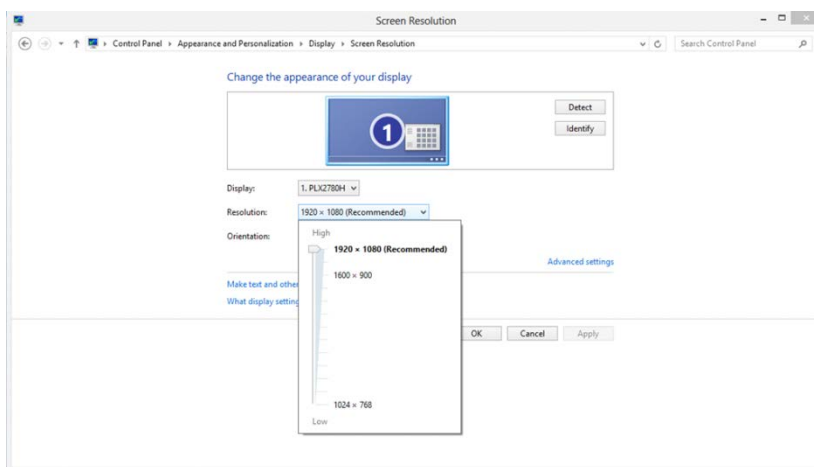 Screen Resolution
Control Panel Appearance and Personalization Display Screen Resolution Search Control Panel
Change the appearance of your display
1
Detect
Identify
Display: 1. PLX2780H
Resolution: 1920 × 1080 (Recommended)
Orientation:
High
1920 × 1080 (Recommended)
Advanced settings
1600 × 900
Make text and other
What display setting
OK Cancel Apply
1024 × 768
Low